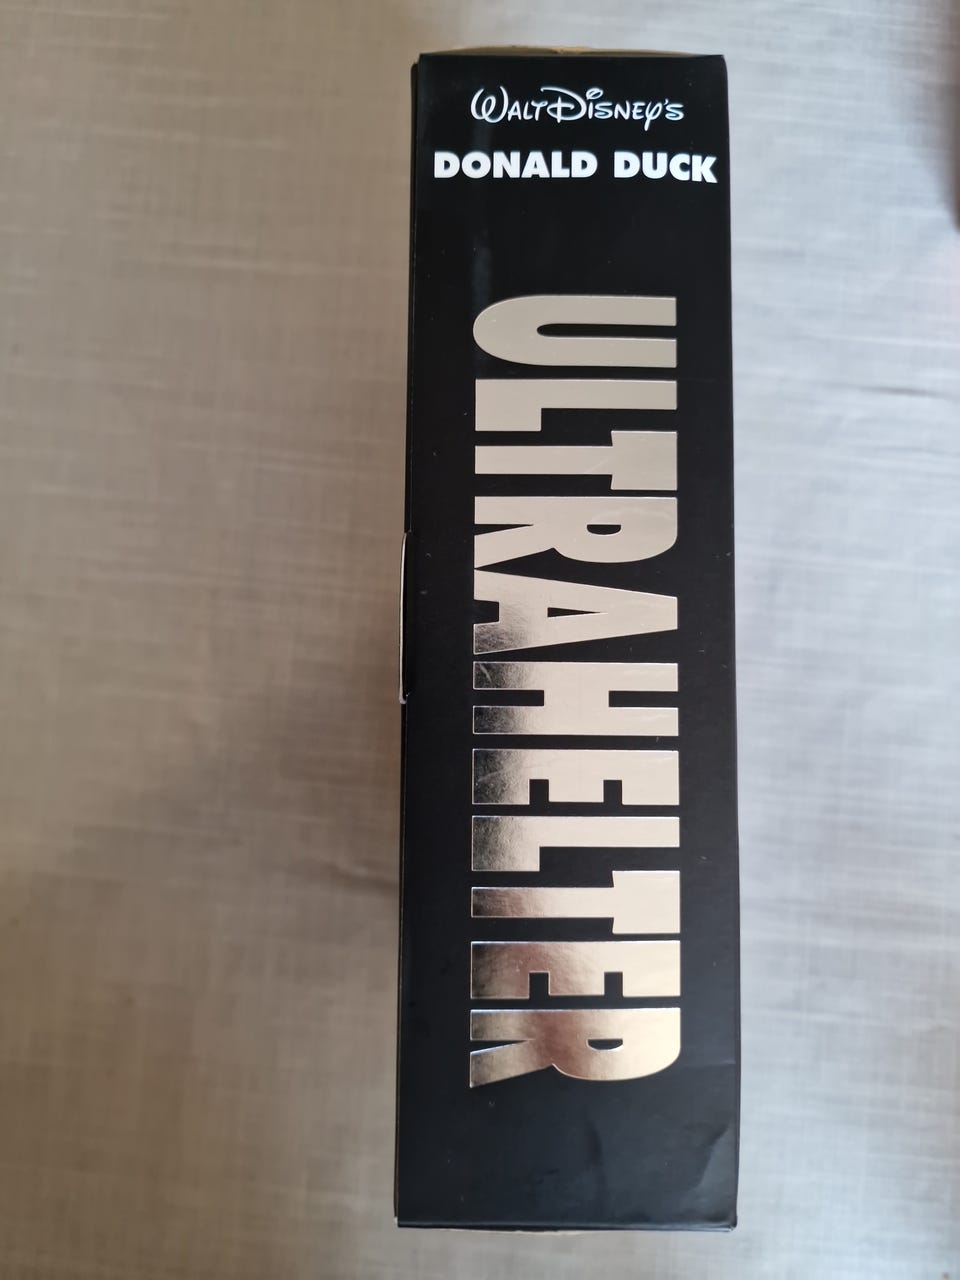 Walt Disney's
DONALD DUCK
ULTRAHELTER